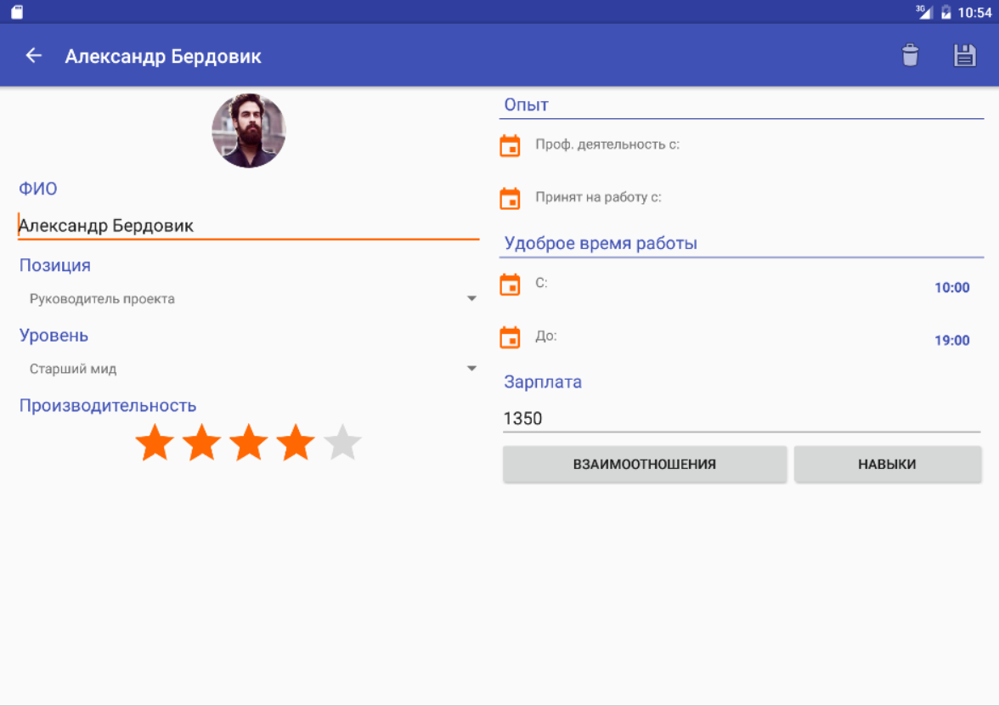 3G 10:54
Александр Бердовик
ФИО
Александр Бердовик
Позиция
Руководитель проекта
Уровень
Старший мид
Производительность
Опыт
Проф. деятельность с:
Принят на работу с:
Удоброе время работы
С: 10:00
До: 19:00
Зарплата
1350
ВЗАИМООТНОШЕНИЯ НАВЫКИ